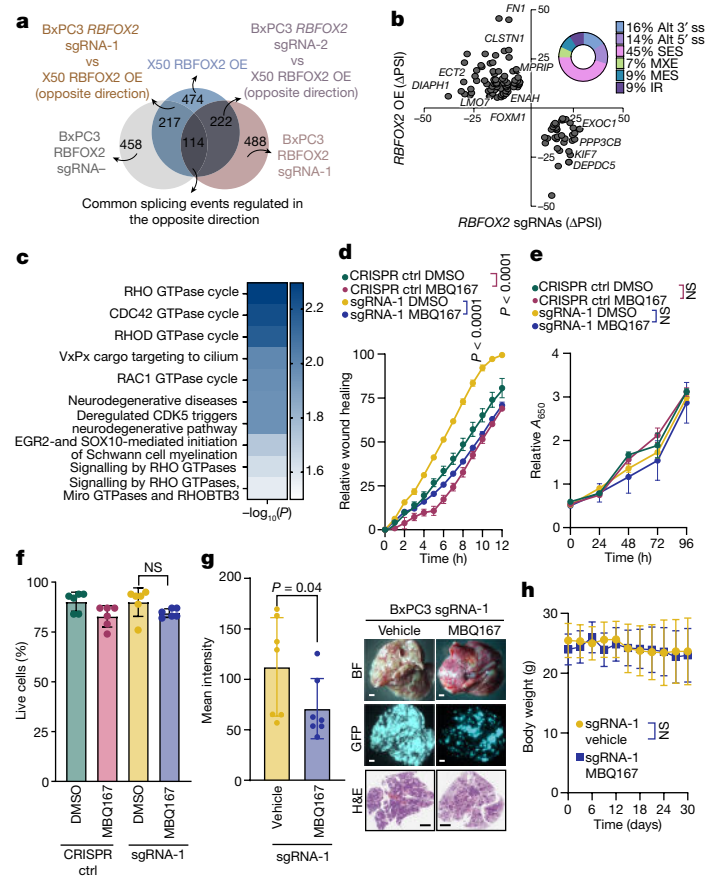 a
BxPC3 RBFOX2
sgRNA-1
vs
X50 RBFOX2 OE
(opposite direction)
X50 RBFOX2 OE
BxPC3 RBFOX2
sgRNA-2
vs
X50 RBFOX2 OE
(opposite direction)
474
217
222
114
458
488
BxPC3
RBFOX2
sgRNA–
BxPC3
RBFOX2
sgRNA-1
Common splicing events regulated in
the opposite direction
b
RBFOX2 OE (ΔPSI)
50
25
−25
−50
−50
−25
25
50
FN1
CLSTN1
ECT2
MPRIP
DIAPH1
LMO7
ENAH
FOXM1
EXOC1
PPP3CB
KIF7
DEPDC5
RBFOX2 sgRNAs (ΔPSI)
16% Alt 3′ ss
14% Alt 5′ ss
45% SES
7% MXE
9% MES
9% IR
c
RHO GTPase cycle
CDC42 GTPase cycle
RHOD GTPase cycle
VxPx cargo targeting to cilium
RAC1 GTPase cycle
Neurodegenerative diseases
Deregulated CDK5 triggers
neurodegenerative pathway
EGR2-and SOX10-mediated initiation
of Schwann cell myelination
Signalling by RHO GTPases
Signalling by RHO GTPases,
Miro GTPases and RHOBTB3
2.2
2.0
1.8
1.6
−log10(P)
d
CRISPR ctrl DMSO
CRISPR ctrl MBQ167
sgRNA-1 DMSO
sgRNA-1 MBQ167
P < 0.0001
P < 0.0001
Relative wound healing
100
75
50
25
0
0 2 4 6 8 10 12
Time (h)
e
CRISPR ctrl DMSO
CRISPR ctrl MBQ167
sgRNA-1 DMSO
sgRNA-1 MBQ167
NS
NS
Relative A650
4
3
2
1
0
0 24 48 72 96
Time (h)
f
Live cells (%)
100
75
50
25
0
NS
DMSO
MBQ167
DMSO
MBQ167
CRISPR
ctrl
sgRNA-1
g
Mean intensity
200
150
100
50
0
P = 0.04
Vehicle
MBQ167
sgRNA-1
BxPC3 sgRNA-1
Vehicle
MBQ167
BF
GFP
H&E
h
Body weight (g)
30
20
10
0
sgRNA-1
vehicle
sgRNA-1
MBQ167
NS
0 6 12 18 24 30
Time (days)